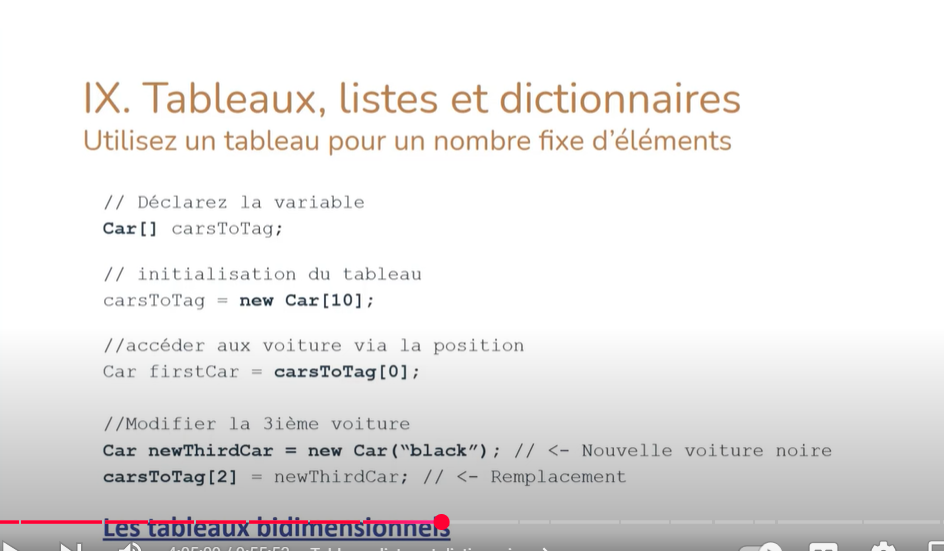 IX. Tableaux, listes et dictionnaires
Utilisez un tableau pour un nombre fixe d'éléments
// Déclarez la variable
Car[] carsToTag;
// initialisation du tableau
carsToTag = new Car[10];
//accéder aux voiture via la position
Car firstCar = carsToTag[0];
//Modifier la 3ième voiture
Car newThirdCar = new Car(“black”); // <- Nouvelle voiture noire
carsToTag[2] = newThirdCar; // <- Remplacement
Les tableaux bidimensionnels